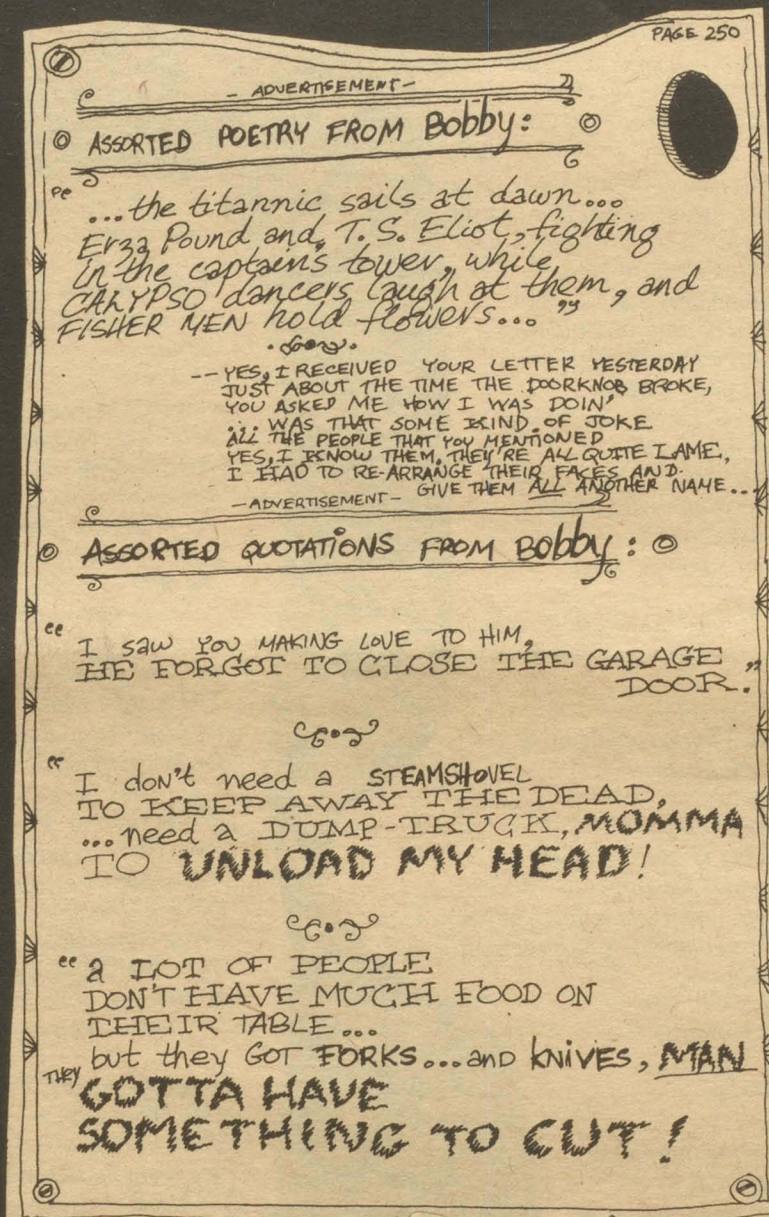 PAGE 250
- ADVERTISEMENT -
ASSORTED POETRY FROM Bobby:
"...the titannic sails at dawn...
Erza Pound and, T. S. Eliot, fighting
in the captain's tower, while
CALYPSO dancers laugh at them, and
FISHER MEN hold flowers..."
-- YES, I RECEIVED YOUR LETTER YESTERDAY
JUST ABOUT THE TIME THE DOORKNOB BROKE,
YOU ASKED ME HOW I WAS DOIN'
... WAS THAT SOME KIND OF JOKE
ALL THE PEOPLE THAT YOU MENTIONED
YES, I KNOW THEM, THEY'RE ALL QUITE LAME,
I HAD TO RE-ARRANGE THEIR FACES AND
GIVE THEM ALL ANOTHER NAME...
- ADVERTISEMENT -
ASSORTED QUOTATIONS FROM Bobby:
"I saw YOU MAKING LOVE TO HIM,
HE FORGOT TO CLOSE THE GARAGE
DOOR."
"I don't need a STEAMSHOVEL
TO KEEP AWAY THE DEAD,
...need a DUMP-TRUCK, MOMMA
TO UNLOAD MY HEAD!
"a LOT OF PEOPLE
DON'T HAVE MUCH FOOD ON
THEIR TABLE...
but they GOT FORKS...and KNIVES, MAN
THEY GOTTA HAVE
SOMETHING TO CUT!